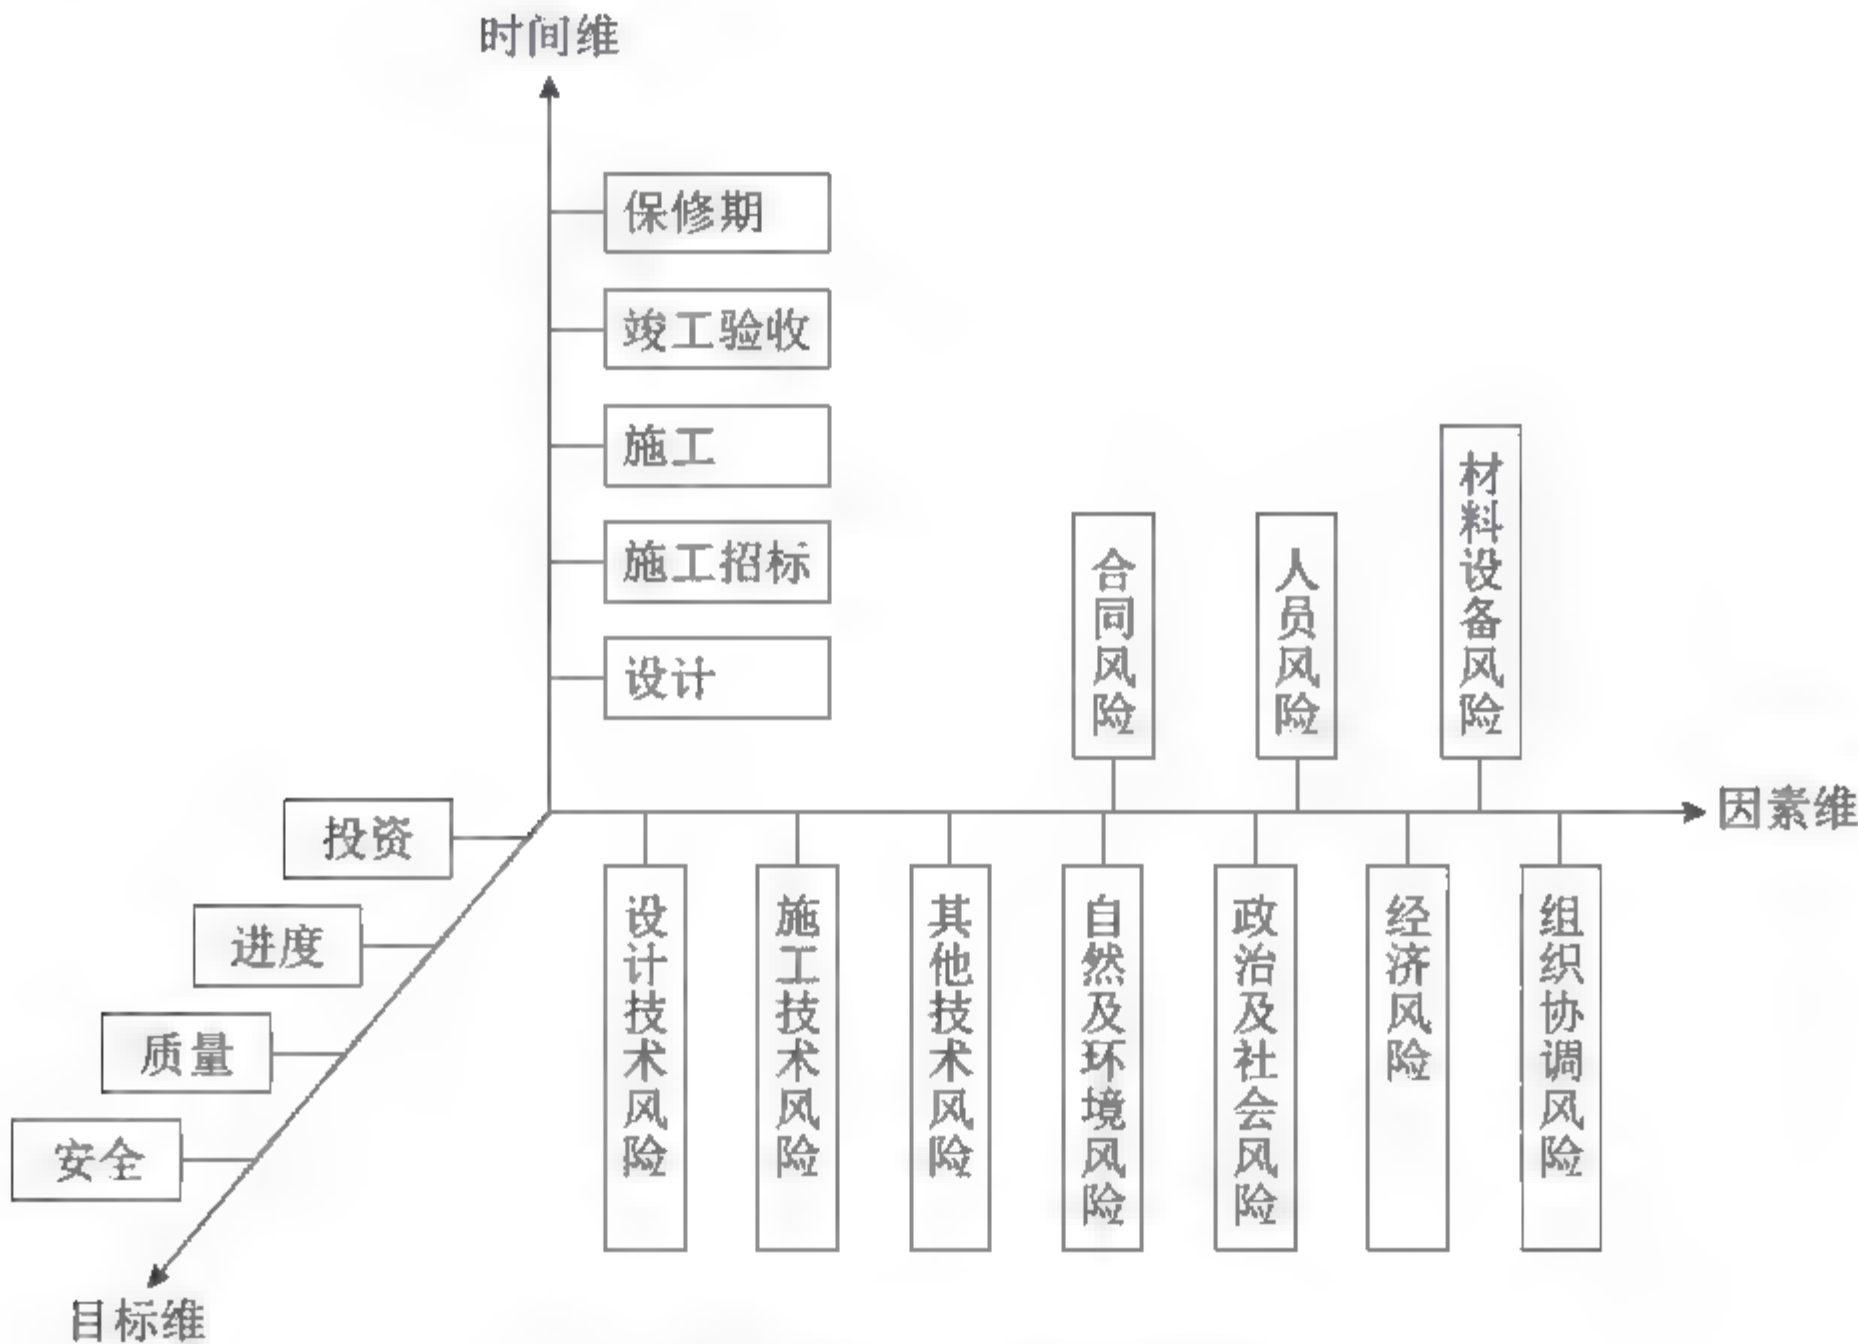 时间维
保修期
竣工验收
施工
施工招标
设计
合同风险
人员风险
材料设备风险
因素维
投资
进度
质量
安全
目标维
设计技术风险
施工技术风险
其他技术风险
自然及环境风险
政治及社会风险
经济风险
组织协调风险